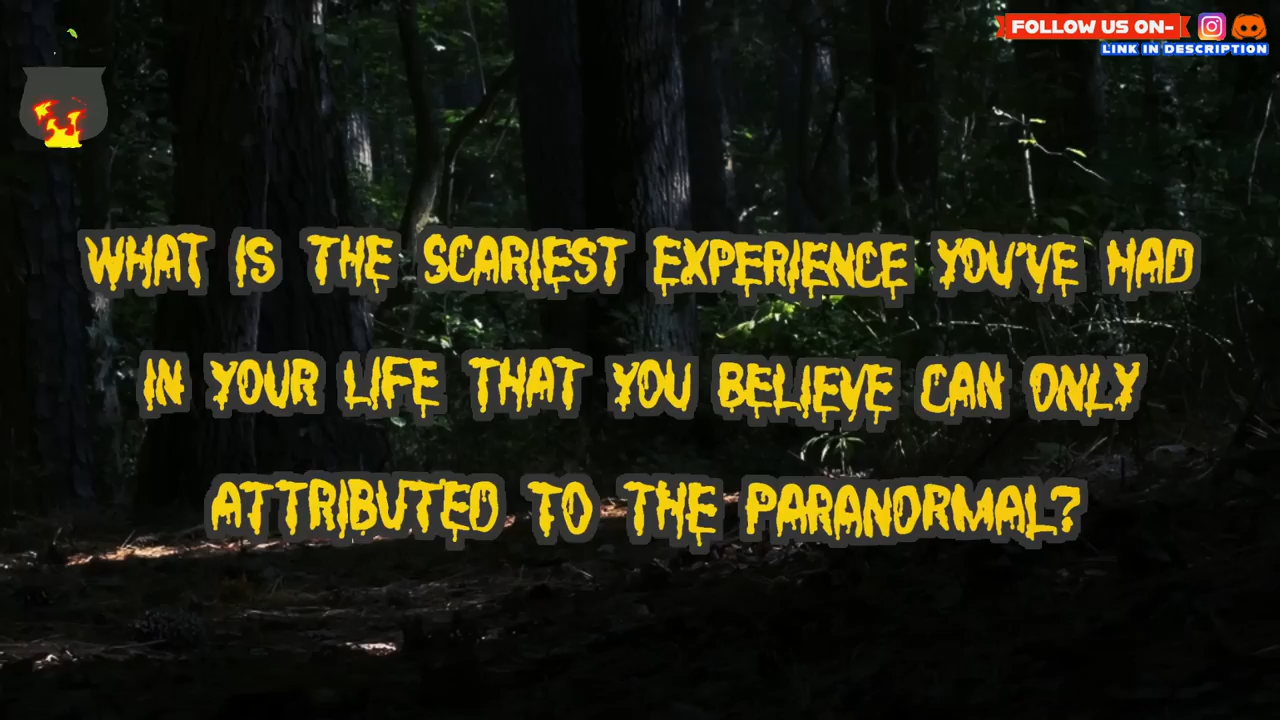 FOLLOW US ON-
LINK IN DESCRIPTION
WHAT IS THE SCARIEST EXPERIENCE YOU'VE HAD
IN YOUR LIFE THAT YOU BELIEVE CAN ONLY
ATTRIBUTED TO THE PARANORMAL?